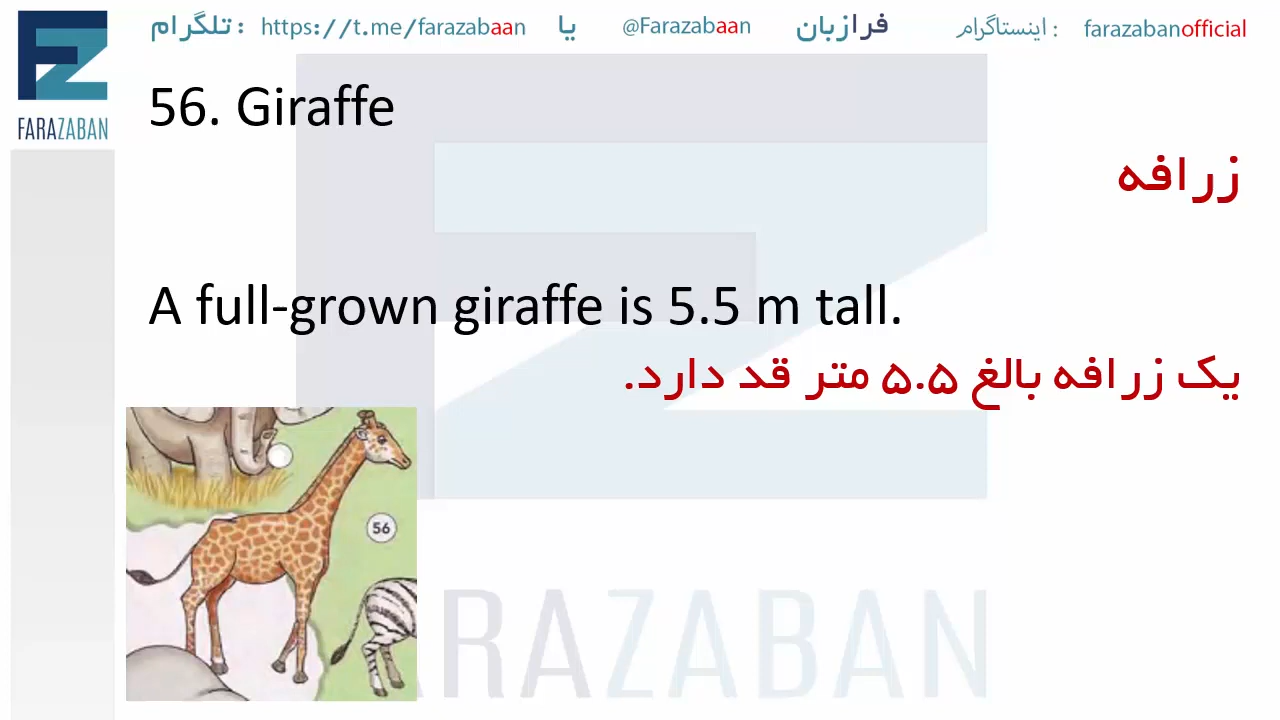 تلگرام : https://t.me/farazabaan یا @Farazabaan فرازبان اینستاگرام : farazabanofficial
FARAZABAN
56. Giraffe
زرافه
A full-grown giraffe is 5.5 m tall.
یک زرافه بالغ ۵.۵ متر قد دارد.
56
FARAZABAN